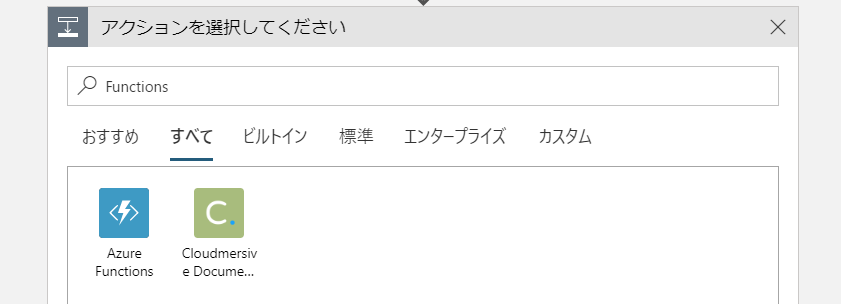 アクションを選択してください
Functions
おすすめ すべて ビルトイン 標準 エンタープライズ カスタム
Azure
Functions
Cloudmersiv
e Docume...